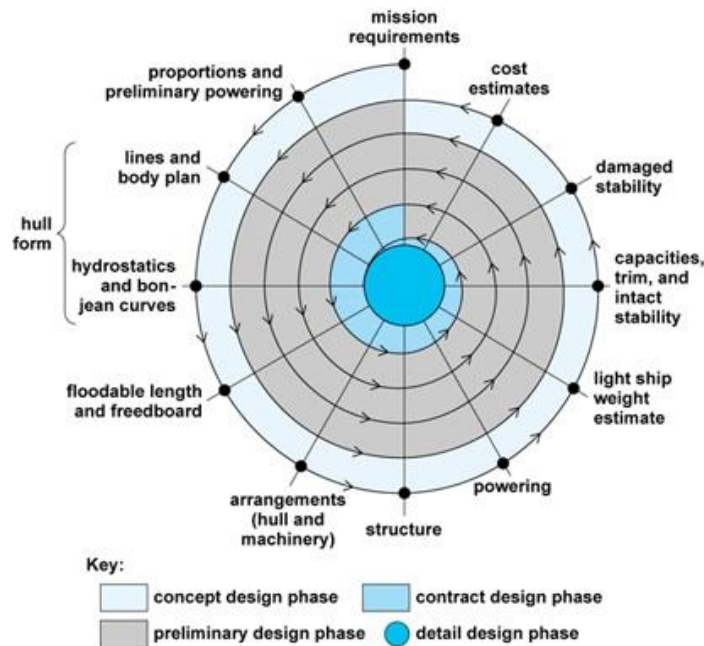 mission
requirements
cost
estimates
damaged
stability
capacities,
trim, and
intact
stability
light ship
weight
estimate
powering
structure
arrangements
(hull and
machinery)
floodable length
and freedboard
hydrostatics
and bon-
jean curves
lines and
body plan
proportions and
preliminary powering
hull
form
Key:
concept design phase
contract design phase
preliminary design phase
detail design phase